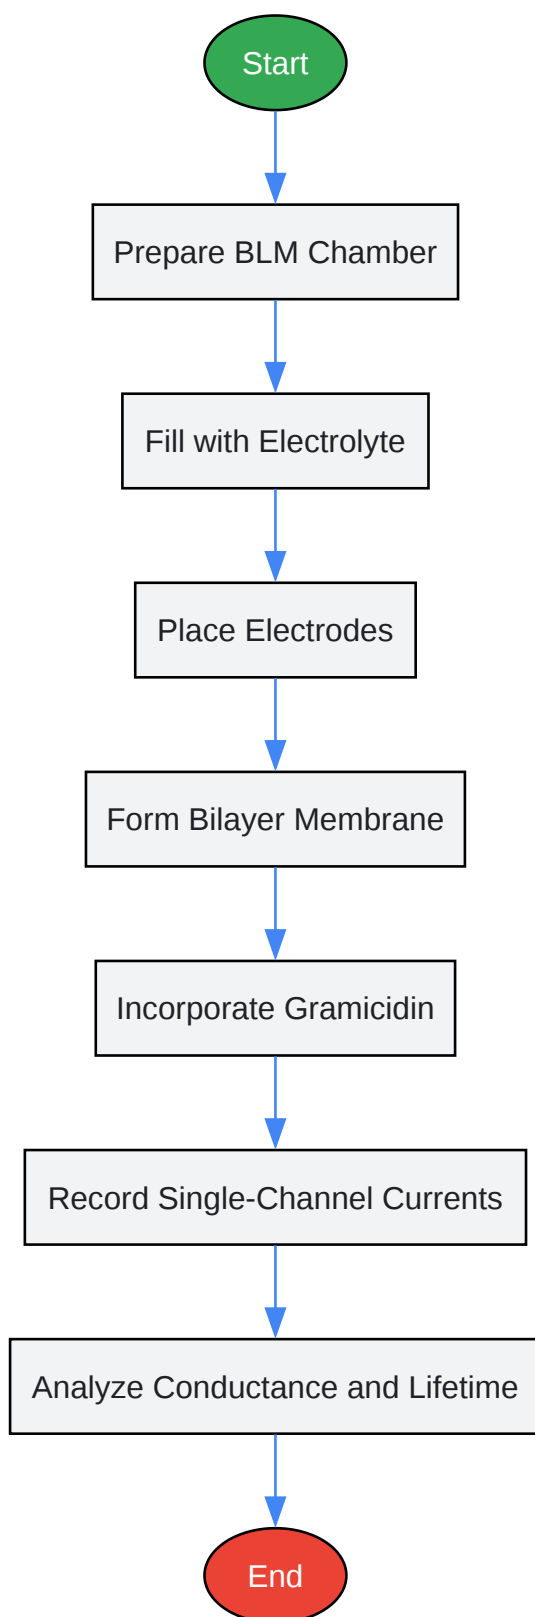 Start
Prepare BLM Chamber
Fill with Electrolyte
Place Electrodes
Form Bilayer Membrane
Incorporate Gramicidin
Record Single-Channel Currents
Analyze Conductance and Lifetime
End